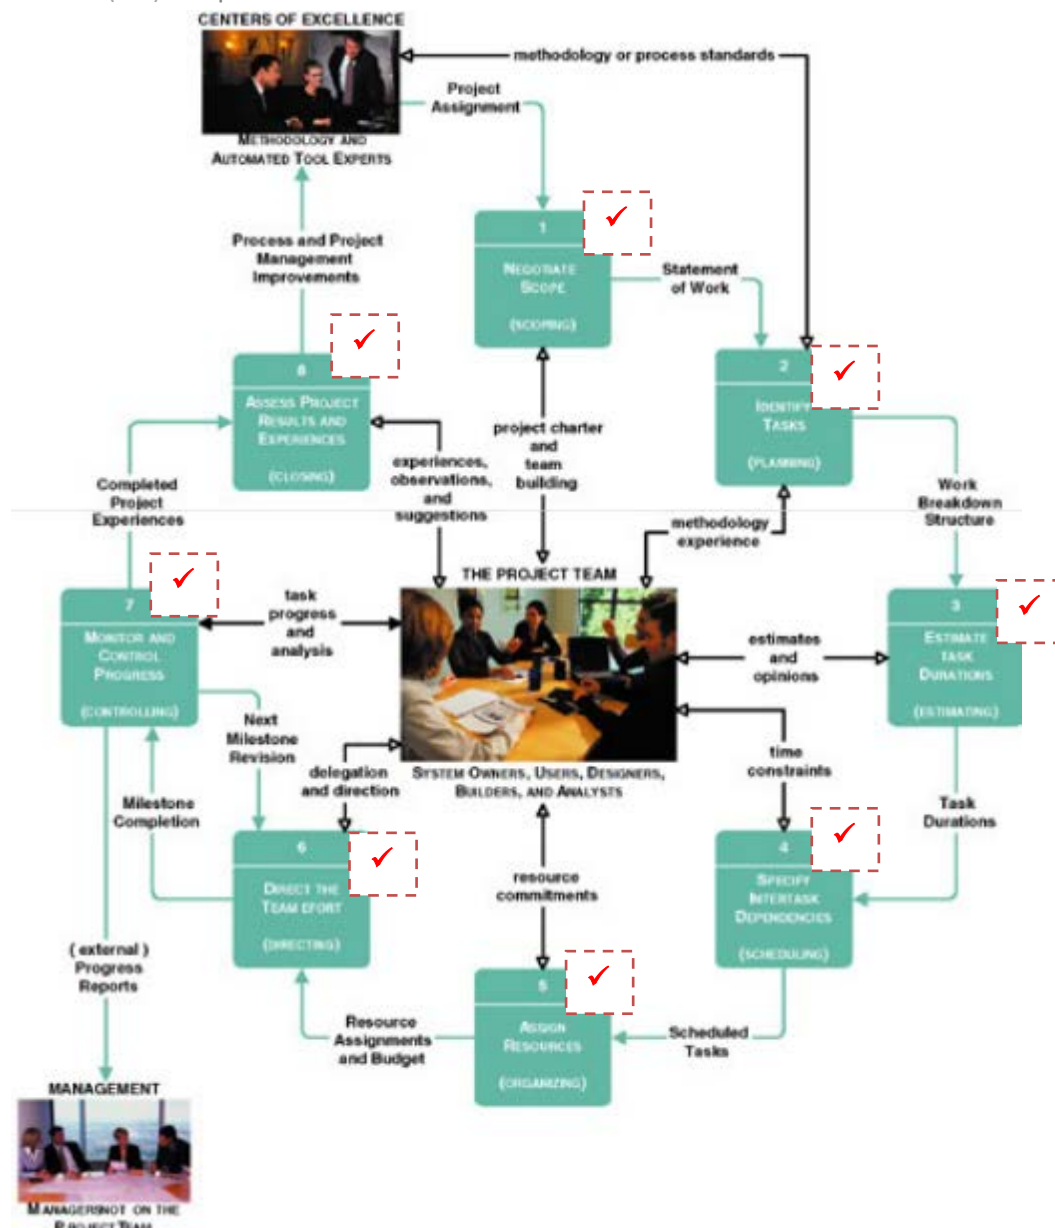 CENTERS OF EXCELLENCE
METHODOLOGY AND
AUTOMATED TOOL EXPERTS
methodology or process standards
Project
Assignment
1
NEGOTIATE
SCOPE
(SCOPING)
Statement
of Work
2
IDENTIFY
TASKS
(PLANNING)
Process and Project
Management
Improvements
8
ASSESS PROJECT
RESULTS AND
EXPERIENCES
(CLOSING)
project charter
and
team
building
experiences,
observations,
and
suggestions
methodology
experience
Work
Breakdown
Structure
Completed
Project
Experiences
THE PROJECT TEAM
SYSTEM OWNERS, USERS, DESIGNERS,
BUILDERS, AND ANALYSTS
7
MONITOR AND
CONTROL
PROGRESS
(CONTROLLING)
task
progress
and
analysis
estimates
and
opinions
3
ESTIMATE
TASK
DURATIONS
(ESTIMATING)
Next
Milestone
Revision
delegation
and direction
time
constraints
Milestone
Completion
Task
Durations
6
DIRECT THE
TEAM EFORT
(DIRECTING)
resource
commitments
4
SPECIFY
INTERTASK
DEPENDENCIES
(SCHEDULING)
( external )
Progress
Reports
5
ASSIGN
RESOURCES
(ORGANIZING)
Resource
Assignments
and Budget
Scheduled
Tasks
MANAGEMENT
MANAGERSNOT ON THE
PROJECT TEAM